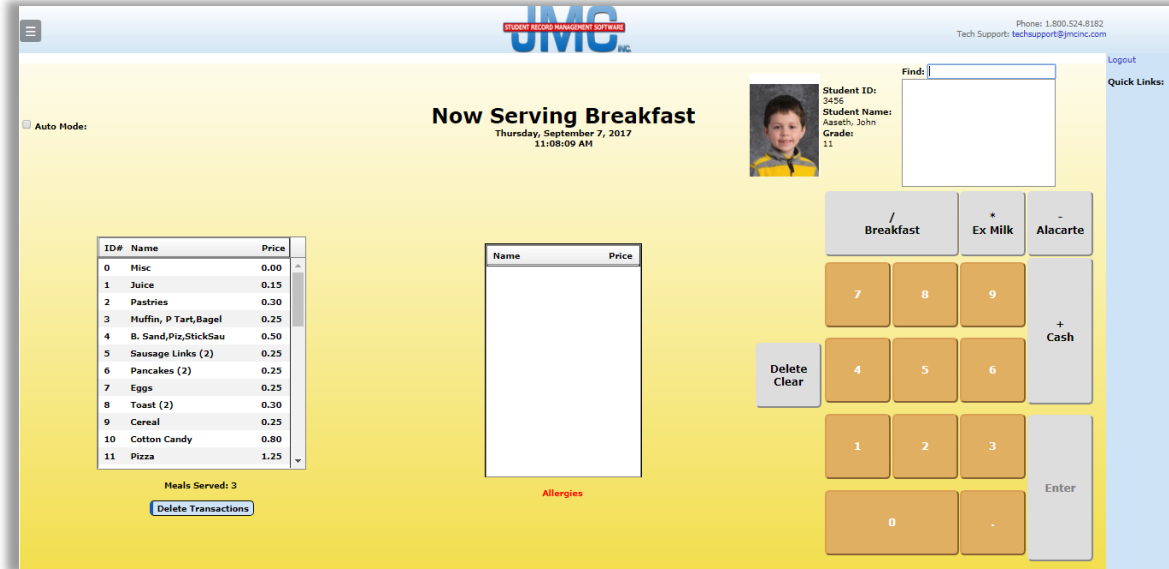 STUDENT RECORD MANAGEMENT SOFTWARE
JMC INC.
Phone: 1.800.524.8182
Tech Support: techsupport@jmcinc.com
Logout
Quick Links:
Find:
Student ID:
3456
Student Name:
Aaseth, John
Grade:
11
Auto Mode:
Now Serving Breakfast
Thursday, September 7, 2017
11:08:09 AM
ID# Name Price
0 Misc 0.00
1 Juice 0.15
2 Pastries 0.30
3 Muffin, P Tart,Bagel 0.25
4 B. Sand,Piz,StickSau 0.50
5 Sausage Links (2) 0.25
6 Pancakes (2) 0.25
7 Eggs 0.25
8 Toast (2) 0.30
9 Cereal 0.25
10 Cotton Candy 0.80
11 Pizza 1.25
Meals Served: 3
Delete Transactions
Name Price
Allergies
/ * -
Breakfast Ex Milk Alacarte
7 8 9
+
Cash
Delete
Clear
4 5 6
1 2 3
Enter
0 .